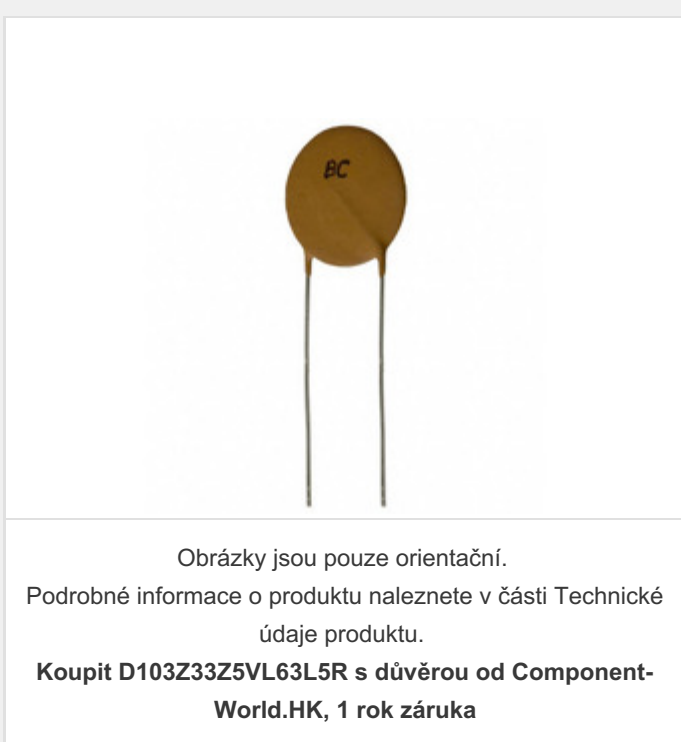 BC
Obrázky jsou pouze orientační.
Podrobné informace o produktu naleznete v části Technické
údaje produktu.
Koupit D103Z33Z5VL63L5R s důvěrou od Component-
World.HK, 1 rok záruka